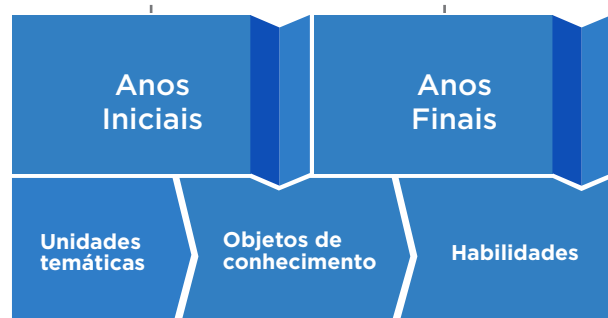 Anos
Iniciais
Anos
Finais
Unidades
temáticas
Objetos de
conhecimento
Habilidades